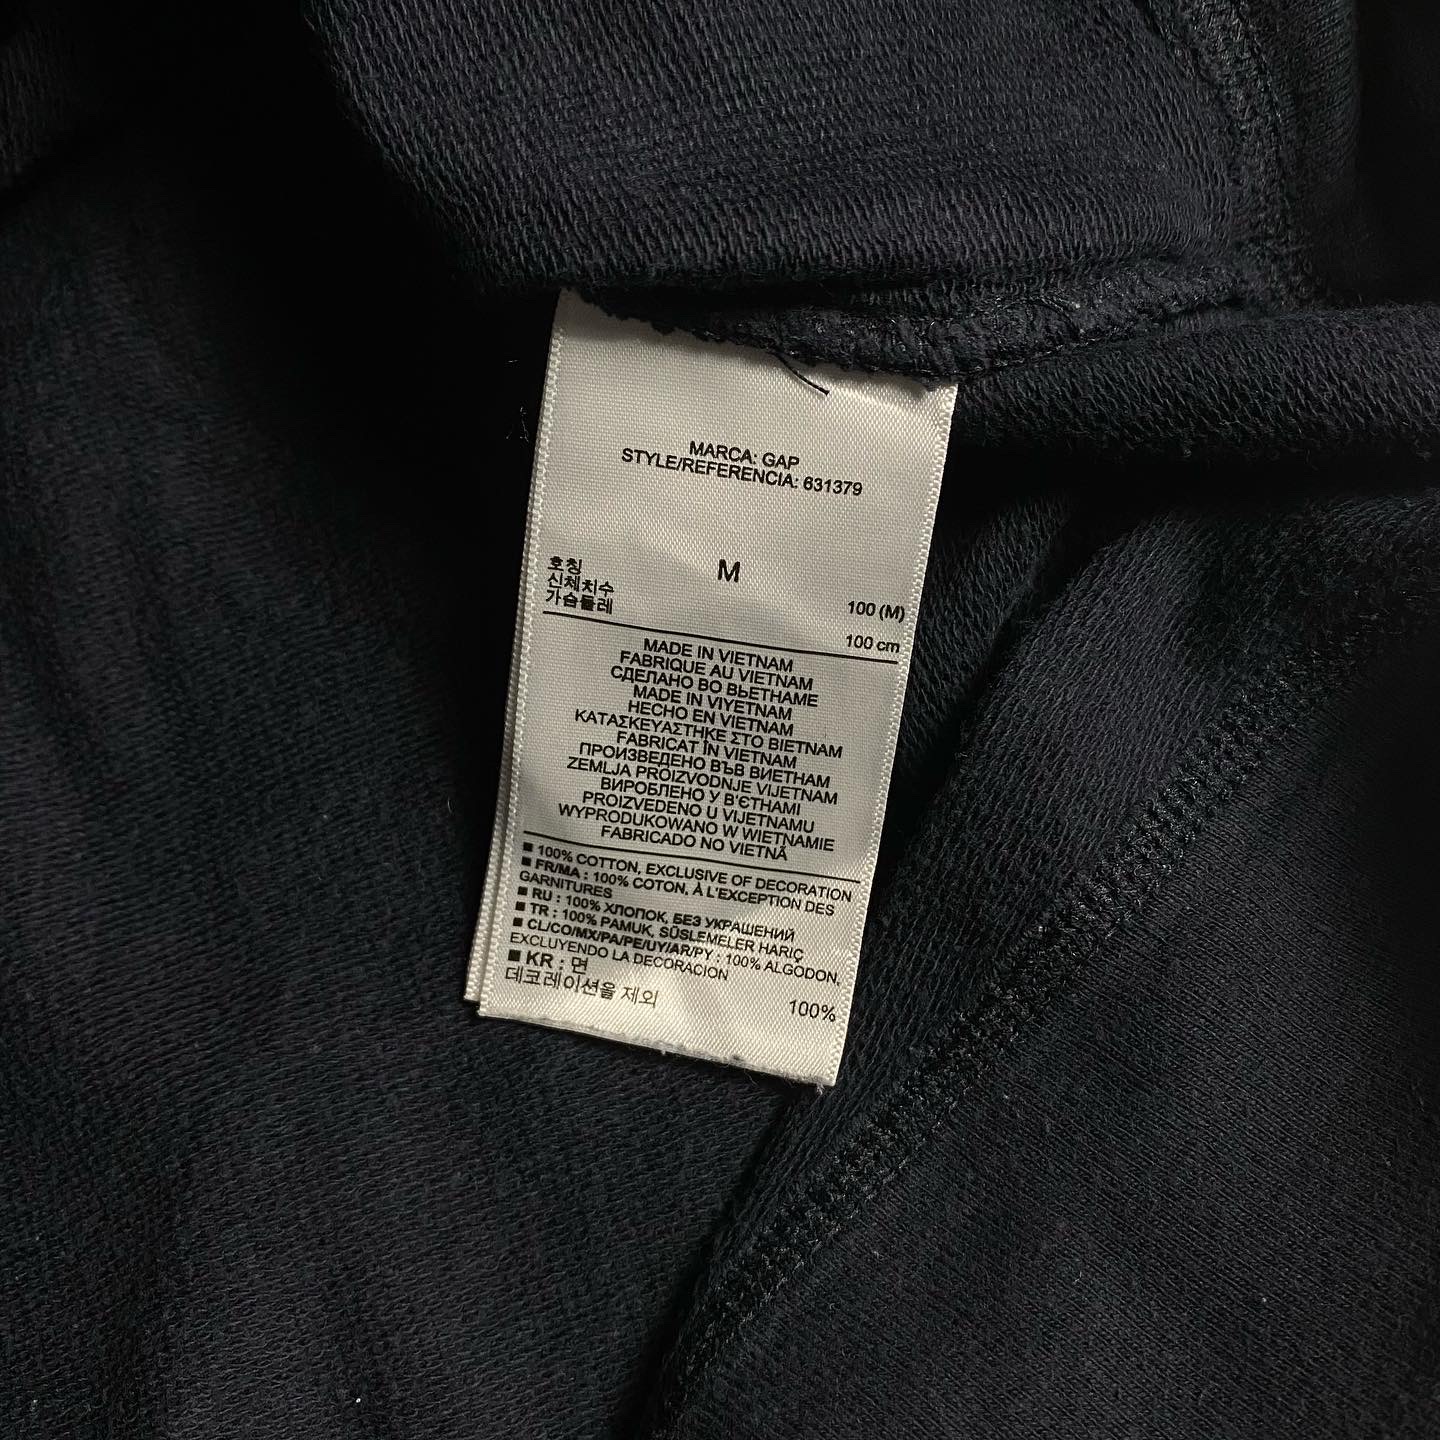 MARCA: GAP
STYLE/REFERENCIA: 631379
호칭 M
신체치수 100 (M)
가슴둘레 100 cm
MADE IN VIETNAM
FABRIQUE AU VIETNAM
СДЕЛАНО ВО ВЬЕТНАМЕ
MADE IN VIYETNAM
HECHO EN VIETNAM
ΚΑΤΑΣΚΕΥΑΣΤΗΚΕ ΣΤΟ ΒΙΕΤΝΑΜ
FABRICAT ÎN VIETNAM
ПРОИЗВЕДЕНО ВЪВ ВИЕТНАМ
ZEMLJA PROIZVODNJE VIJETNAM
ВИРОБЛЕНО У В'ЄТНАМІ
PROIZVEDENO U VIJETNAMU
WYPRODUKOWANO W WIETNAMIE
FABRICADO NO VIETNÃ
■ 100% COTTON, EXCLUSIVE OF DECORATION
■ FR/MA : 100% COTON, À L'EXCEPTION DES
GARNITURES
■ RU : 100% ХЛОПОК, БЕЗ УКРАШЕНИЙ
■ TR : 100% PAMUK, SÜSLEMELER HARIÇ
■ CL/CO/MX/PA/PE/UY/AR/PY : 100% ALGODON,
EXCLUYENDO LA DECORACION
■ KR : 면 100%
데코레이션을 제외